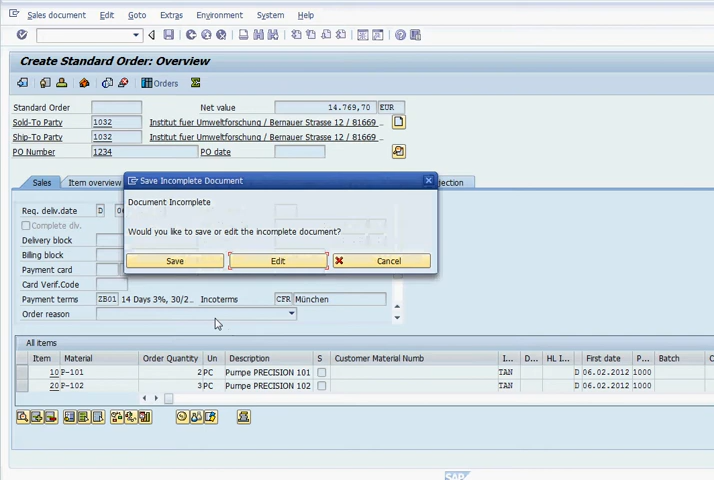 Sales document Edit Goto Extras Environment System Help
Create Standard Order: Overview
Orders
Standard Order Net value 14.769,70 EUR
Sold-To Party 1032 Institut fuer Umweltforschung / Bernauer Strasse 12 / 81669
Ship-To Party 1032 Institut fuer Umweltforschung / Bernauer Strasse 12 / 81669
PO Number 1234 PO date
Save Incomplete Document
Sales Item overview
Document Incomplete
Req. deliv.date D
Complete dlv.
Would you like to save or edit the incomplete document?
Delivery block
Billing block
Save Edit Cancel
Payment card
Card Verif.Code
Payment terms ZB01 14 Days 3%, 30/2... Incoterms CFR München
Order reason
All items
Item Material Order Quantity Un Description S Customer Material Numb I... D... HL I... First date P... Batch
10 P-101 2 PC Pumpe PRECISION 101 TAN D 06.02.2012 1000
20 P-102 3 PC Pumpe PRECISION 102 TAN D 06.02.2012 1000
SAP